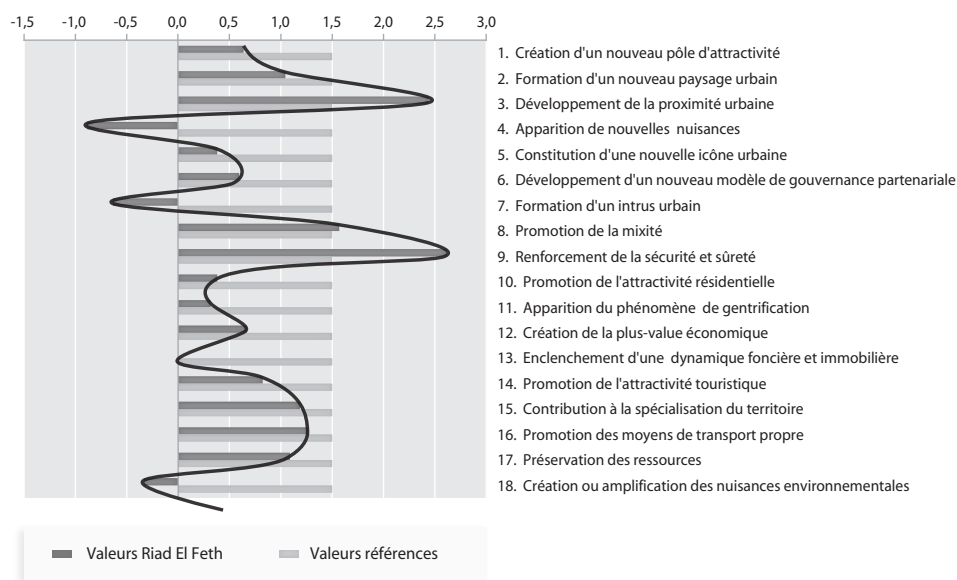 -1,5 -1,0 -0,5 0,0 0,5 1,0 1,5 2,0 2,5 3,0
1. Création d'un nouveau pôle d'attractivité
2. Formation d'un nouveau paysage urbain
3. Développement de la proximité urbaine
4. Apparition de nouvelles nuisances
5. Constitution d'une nouvelle icône urbaine
6. Développement d'un nouveau modèle de gouvernance partenariale
7. Formation d'un intrus urbain
8. Promotion de la mixité
9. Renforcement de la sécurité et sûreté
10. Promotion de l'attractivité résidentielle
11. Apparition du phénomène de gentrification
12. Création de la plus-value économique
13. Enclenchement d'une dynamique foncière et immobilière
14. Promotion de l'attractivité touristique
15. Contribution à la spécialisation du territoire
16. Promotion des moyens de transport propre
17. Préservation des ressources
18. Création ou amplification des nuisances environnementales
Valeurs Riad El Feth Valeurs références